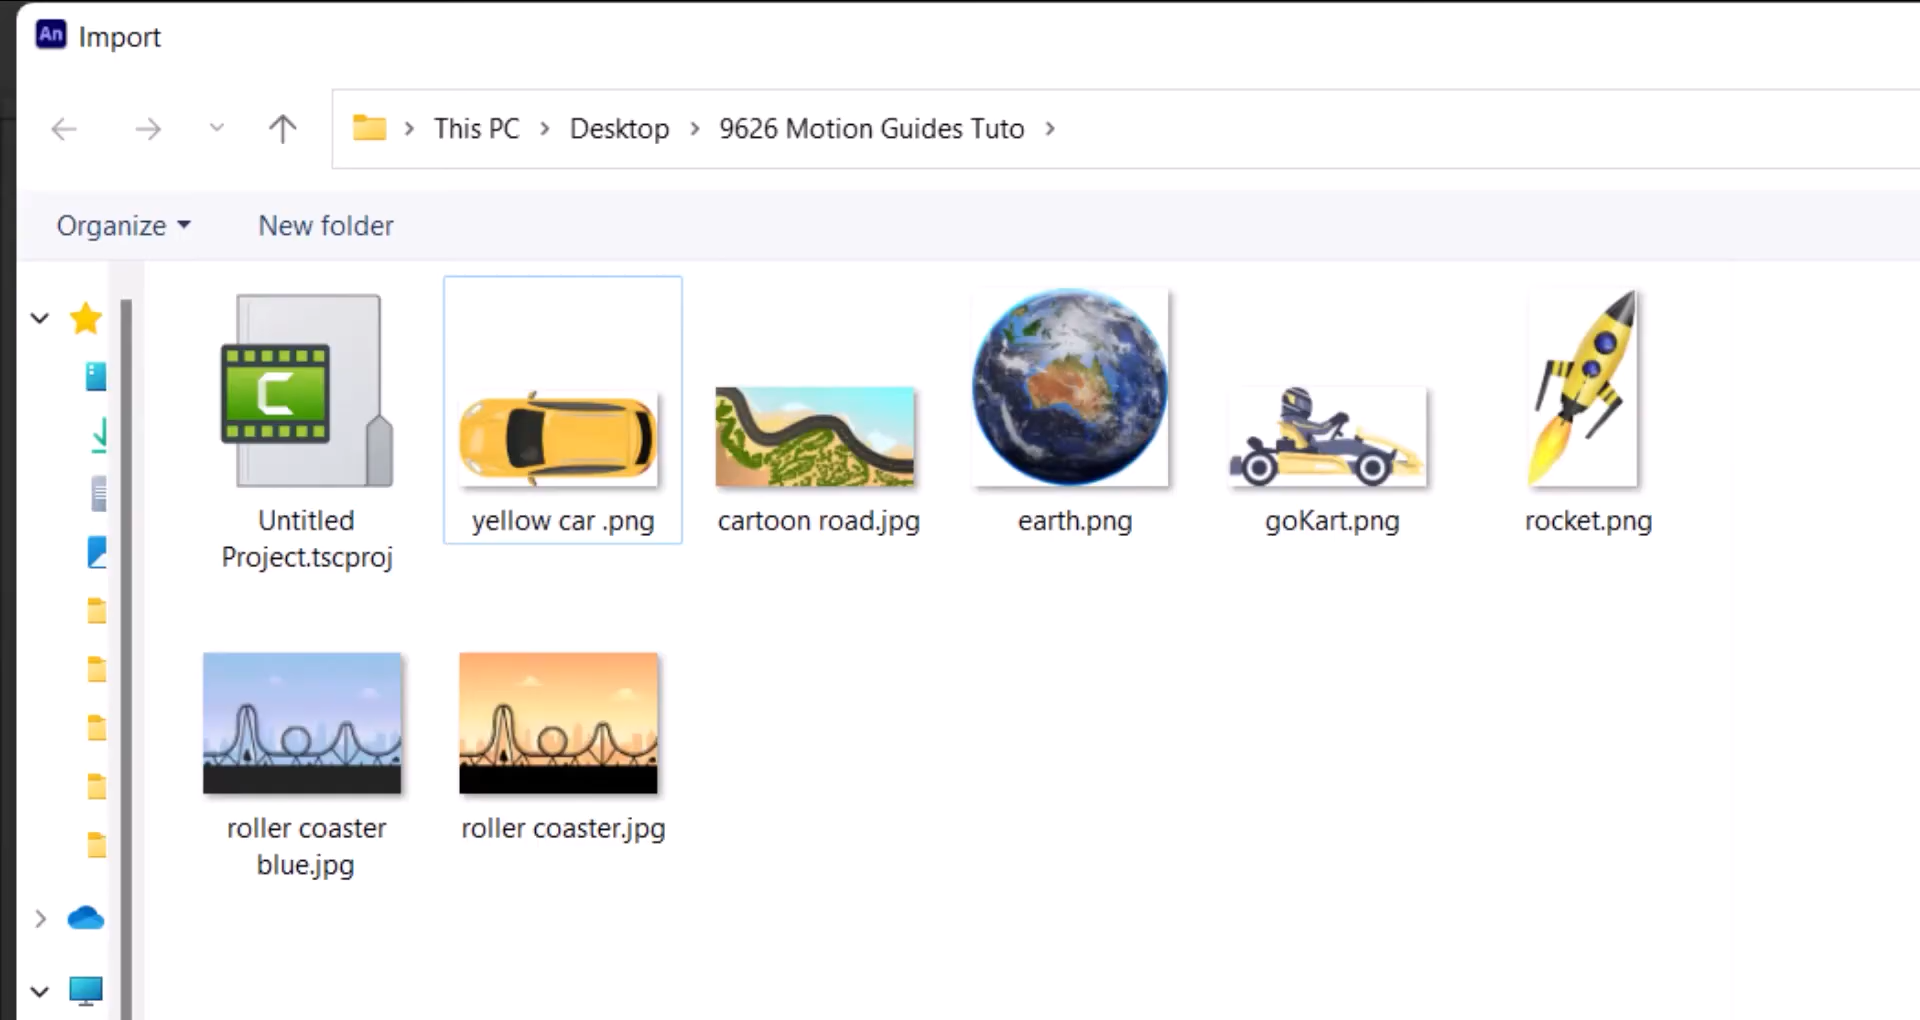 An Import
This PC Desktop 9626 Motion Guides Tuto
Organize New folder
Untitled
Project.tscproj
yellow car .png
cartoon road.jpg
earth.png
goKart.png
rocket.png
roller coaster
blue.jpg
roller coaster.jpg